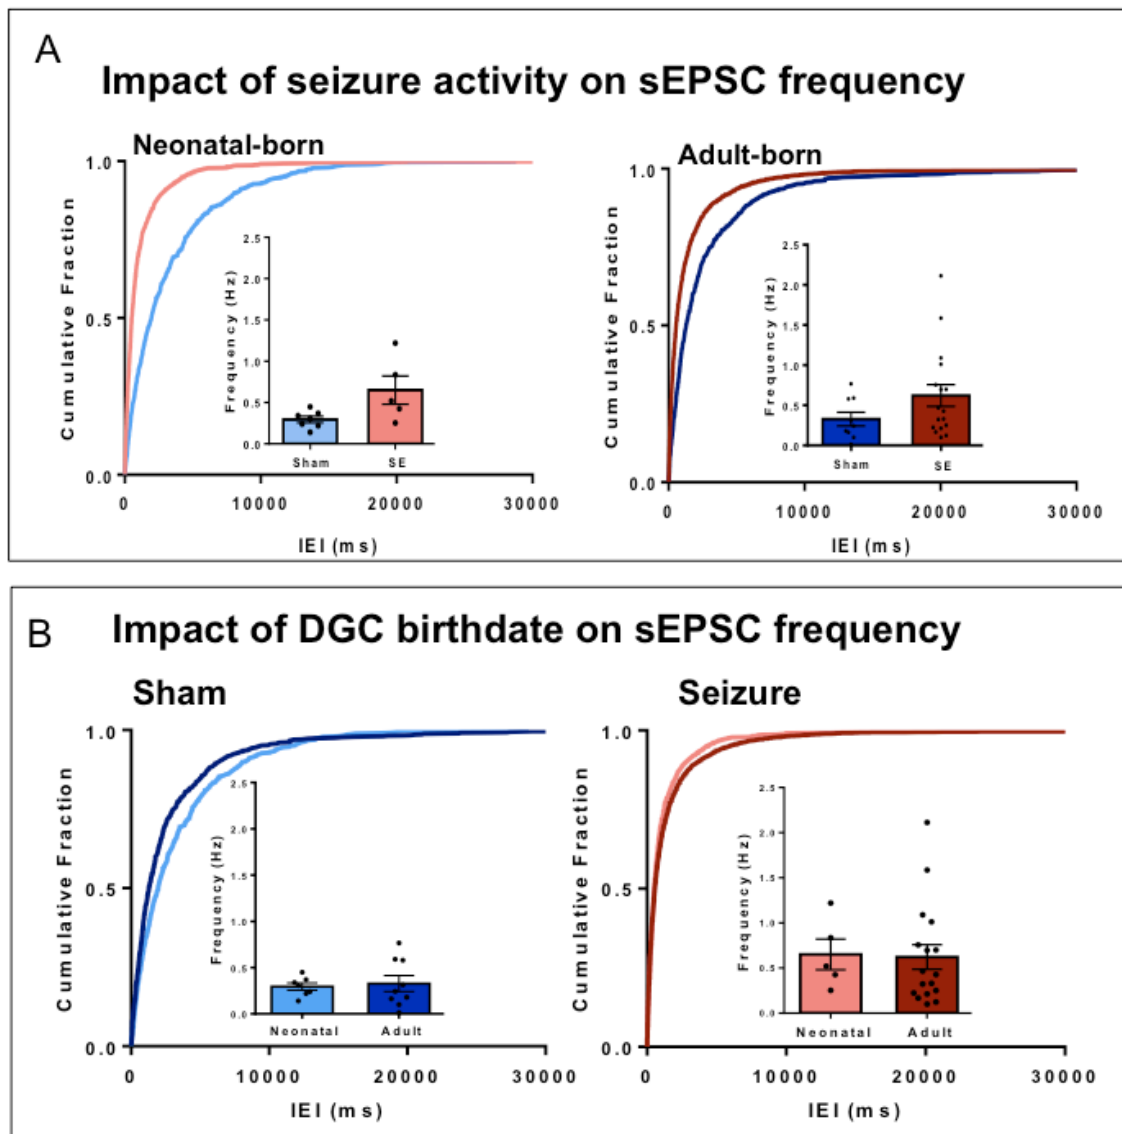 A
Impact of seizure activity on sEPSC frequency
Neonatal-born
1.0
0.5
0.0
Cumulative Fraction
0
10000
20000
30000
IEI (ms)
2.5
2.0
1.5
1.0
0.5
0.0
Frequency (Hz)
Sham
SE
Adult-born
1.0
0.5
0.0
Cumulative Fraction
0
10000
20000
30000
IEI (ms)
2.5
2.0
1.5
1.0
0.5
0.0
Frequency (Hz)
Sham
SE
B
Impact of DGC birthdate on sEPSC frequency
Sham
1.0
0.5
0.0
Cumulative Fraction
0
10000
20000
30000
IEI (ms)
2.5
2.0
1.5
1.0
0.5
0.0
Frequency (Hz)
Neonatal
Adult
Seizure
1.0
0.5
0.0
Cumulative Fraction
0
10000
20000
30000
IEI (ms)
2.5
2.0
1.5
1.0
0.5
0.0
Frequency (Hz)
Neonatal
Adult